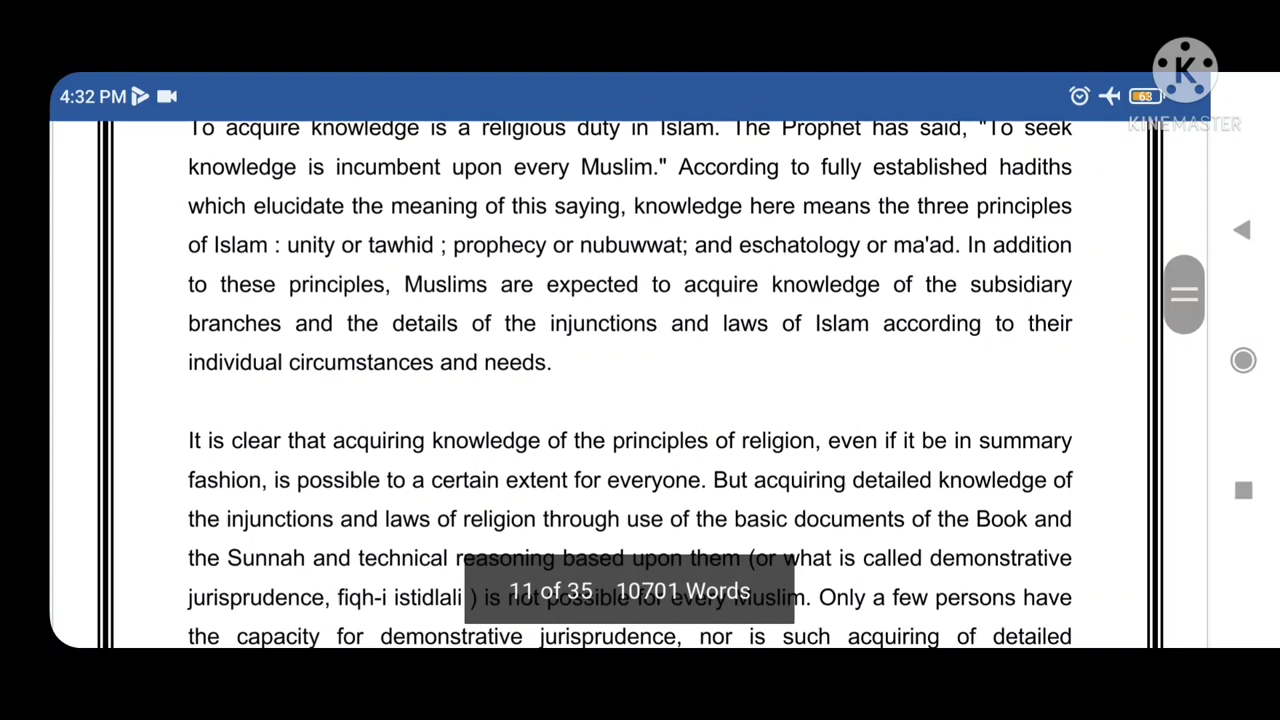 4:32 PM
63
K
KINEMASTER
To acquire knowledge is a religious duty in Islam. The Prophet has said, "To seek
knowledge is incumbent upon every Muslim." According to fully established hadiths
which elucidate the meaning of this saying, knowledge here means the three principles
of Islam : unity or tawhid ; prophecy or nubuwwat; and eschatology or ma'ad. In addition
to these principles, Muslims are expected to acquire knowledge of the subsidiary
branches and the details of the injunctions and laws of Islam according to their
individual circumstances and needs.
It is clear that acquiring knowledge of the principles of religion, even if it be in summary
fashion, is possible to a certain extent for everyone. But acquiring detailed knowledge of
the injunctions and laws of religion through use of the basic documents of the Book and
the Sunnah and technical reasoning based upon them (or what is called demonstrative
jurisprudence, fiqh-i istidlali ) is not possible for every Muslim. Only a few persons have
the capacity for demonstrative jurisprudence, nor is such acquiring of detailed
11 of 35 10701 Words